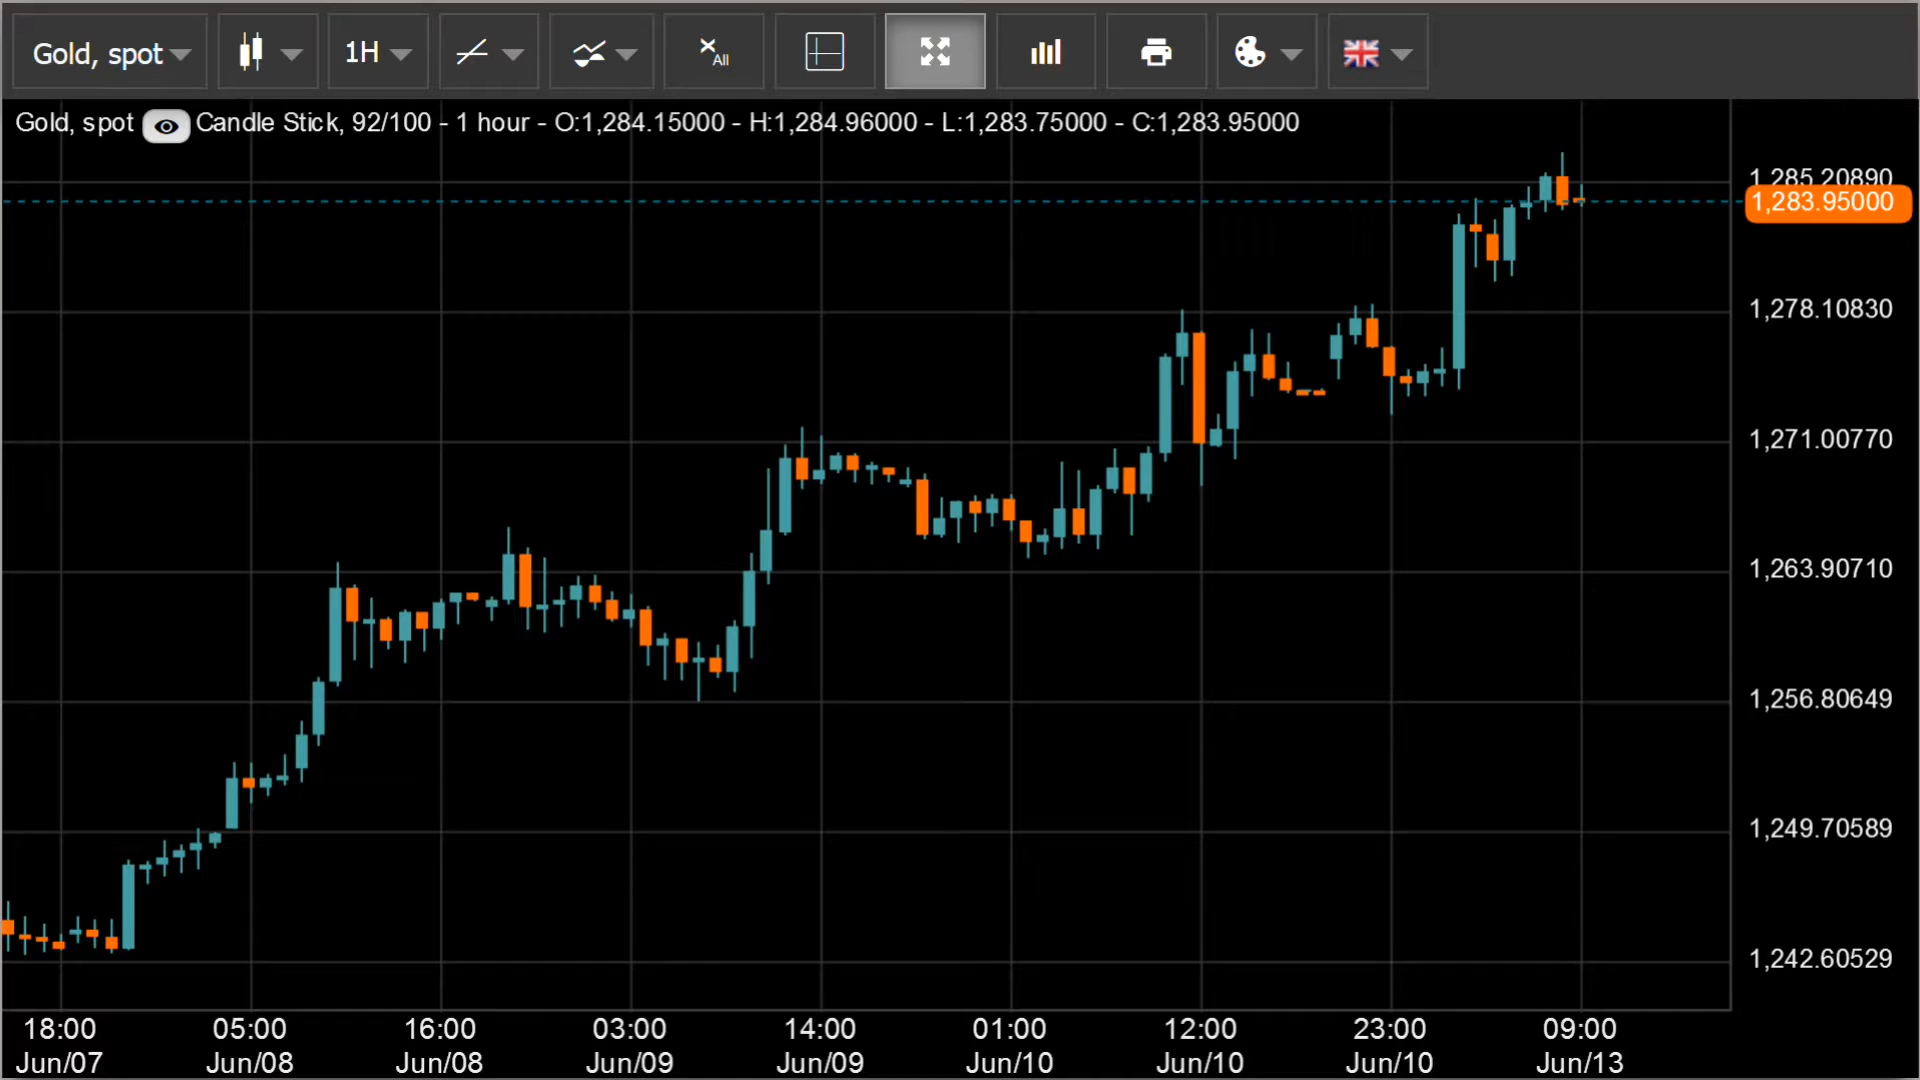 Gold, spot 1H xAll
Gold, spot Candle Stick, 92/100 - 1 hour - O:1,284.15000 - H:1,284.96000 - L:1,283.75000 - C:1,283.95000
1,285.20890
1,283.95000
1,278.10830
1,271.00770
1,263.90710
1,256.80649
1,249.70589
1,242.60529
18:00 05:00 16:00 03:00 14:00 01:00 12:00 23:00 09:00
Jun/07 Jun/08 Jun/08 Jun/09 Jun/09 Jun/10 Jun/10 Jun/10 Jun/13